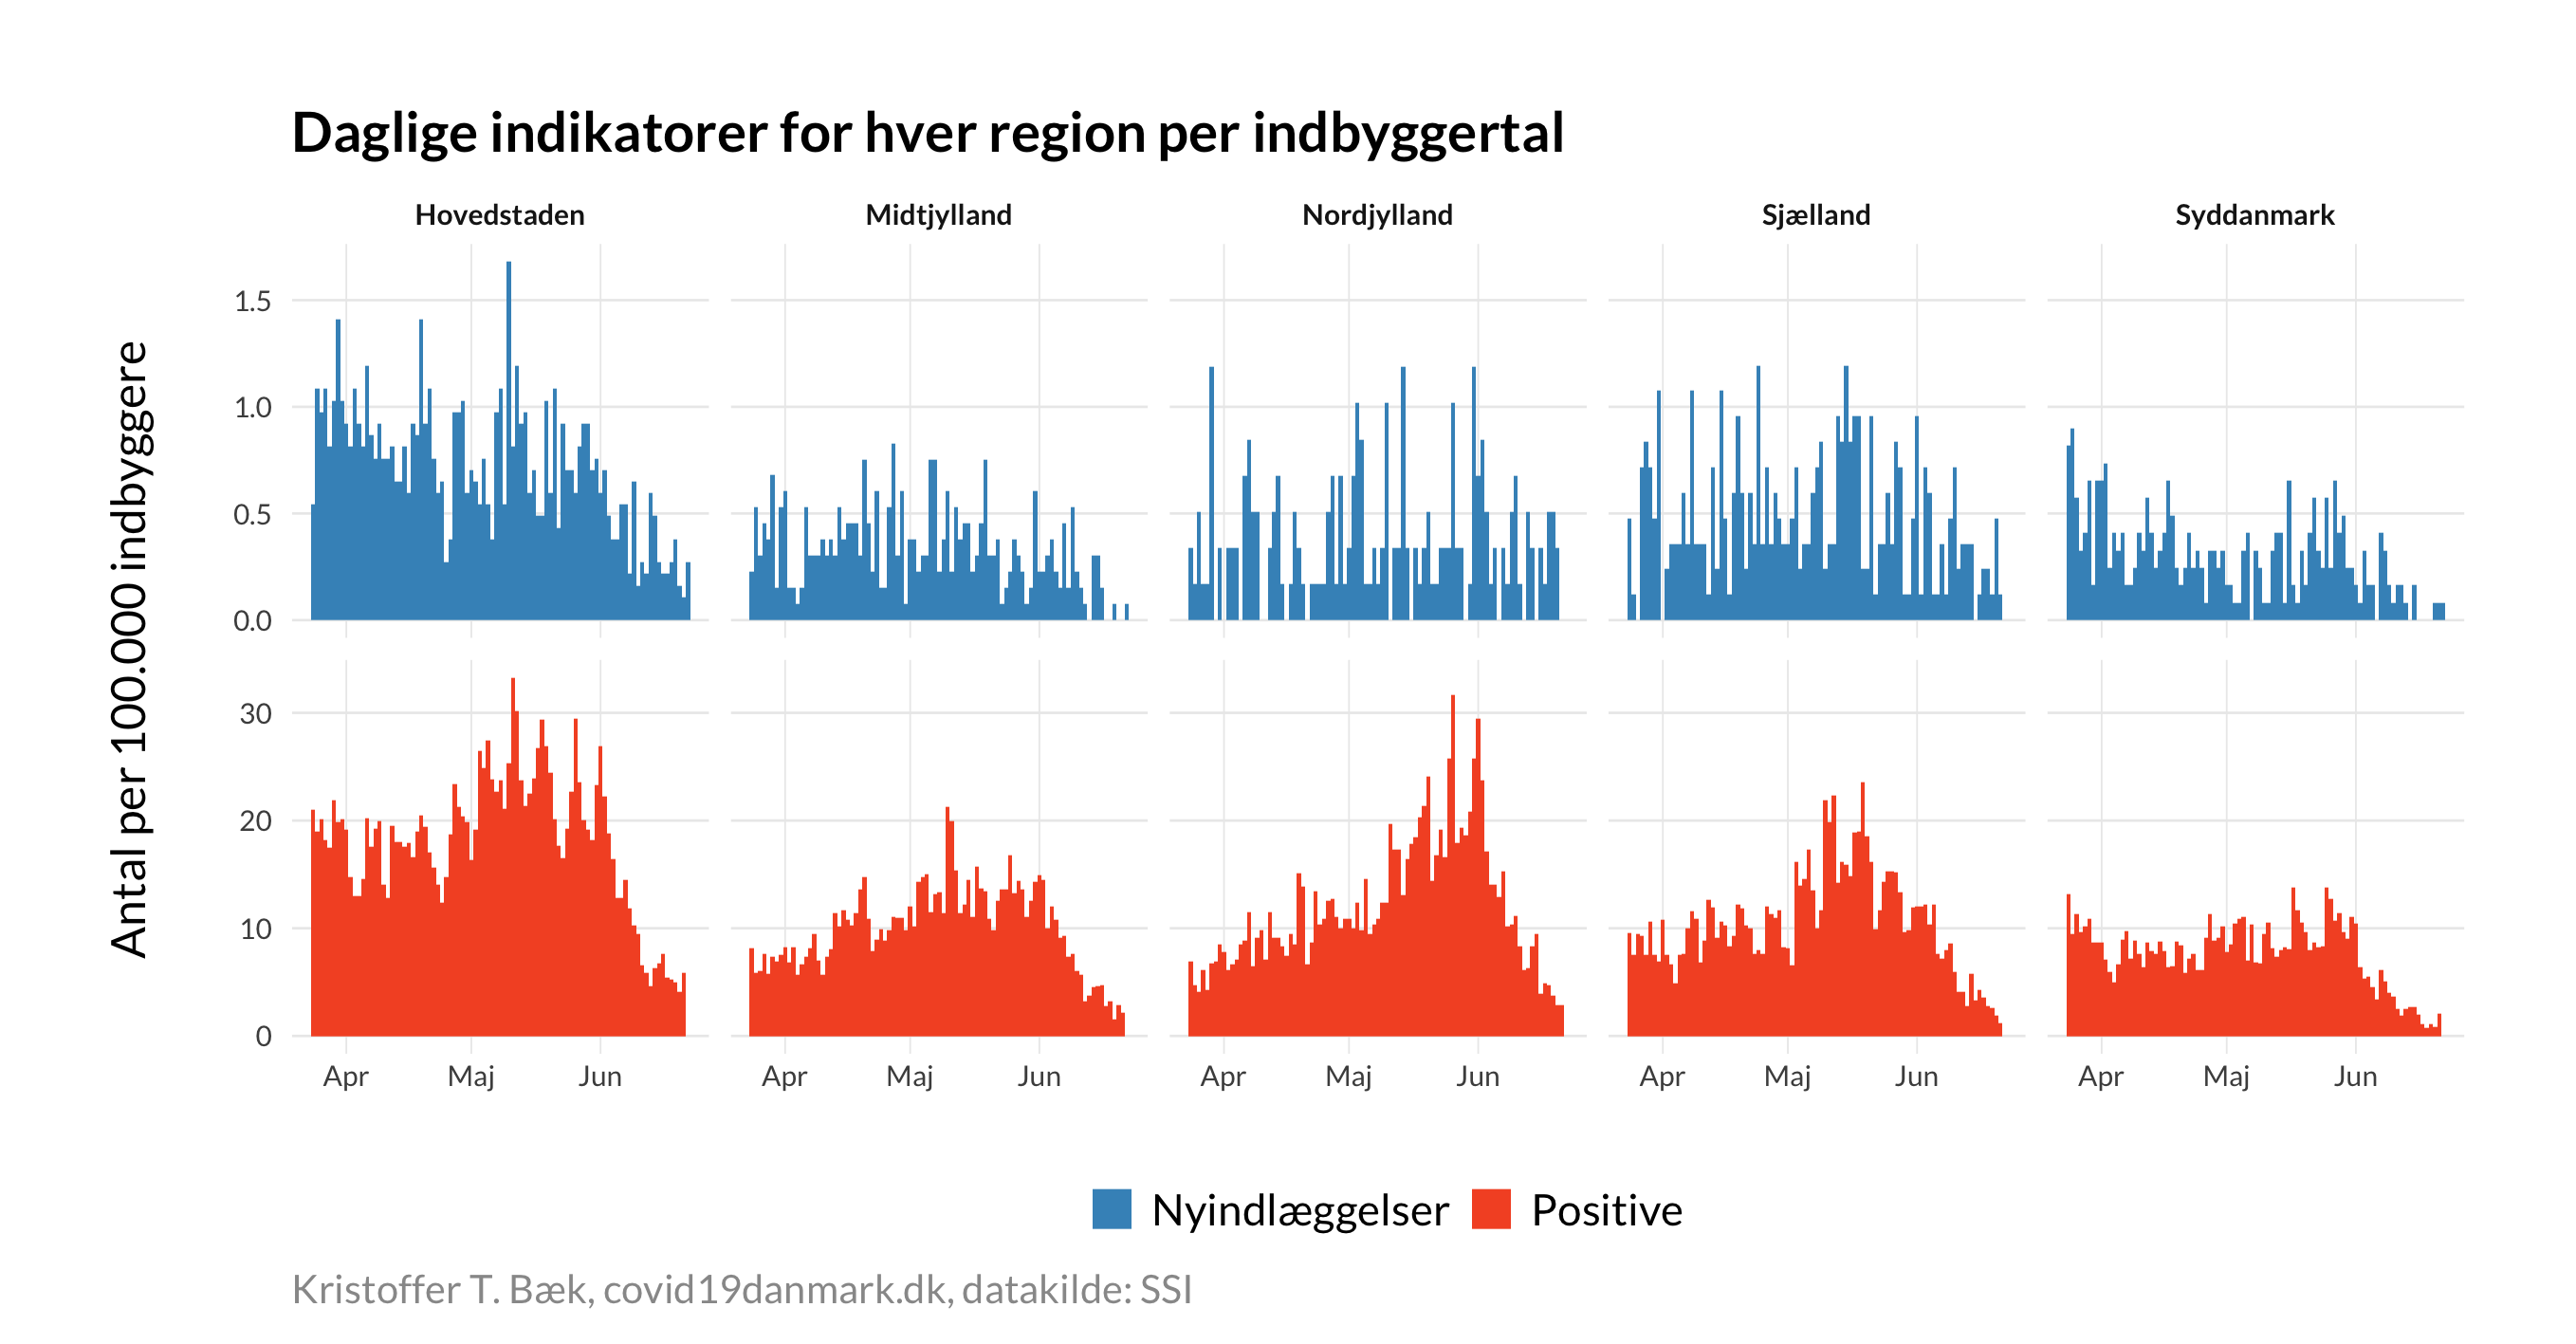 Daglige indikatorer for hver region per indbyggertal
Hovedstaden Midtjylland Nordjylland Sjælland Syddanmark
Antal per 100.000 indbyggere
1.5
1.0
0.5
0.0
30
20
10
0
Apr Maj Jun Apr Maj Jun Apr Maj Jun Apr Maj Jun Apr Maj Jun
Nyindlæggelser Positive
Kristoffer T. Bæk, covid19danmark.dk, datakilde: SSI